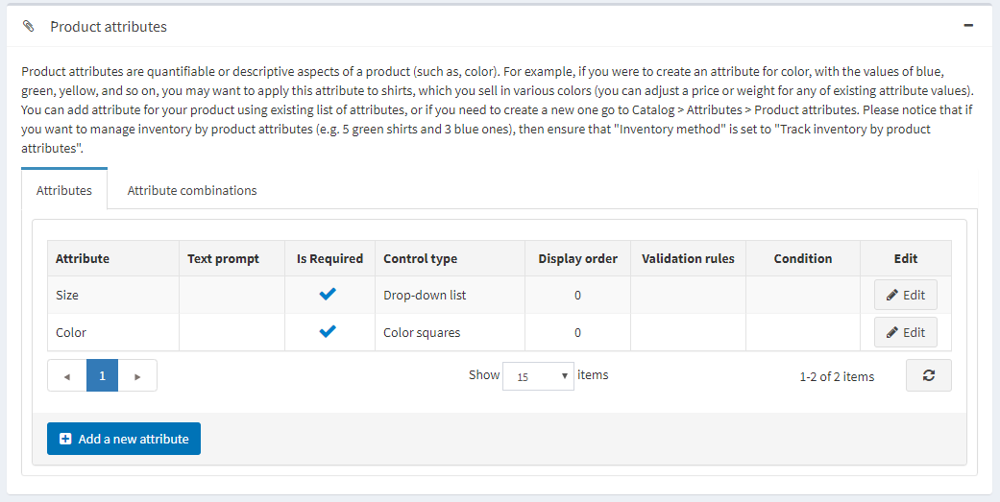 Product attributes
Product attributes are quantifiable or descriptive aspects of a product (such as, color). For example, if you were to create an attribute for color, with the values of blue,
green, yellow, and so on, you may want to apply this attribute to shirts, which you sell in various colors (you can adjust a price or weight for any of existing attribute values).
You can add attribute for your product using existing list of attributes, or if you need to create a new one go to Catalog > Attributes > Product attributes. Please notice that if
you want to manage inventory by product attributes (e.g. 5 green shirts and 3 blue ones), then ensure that "Inventory method" is set to "Track inventory by product
attributes".
Attributes Attribute combinations
Attribute Text prompt Is Required Control type Display order Validation rules Condition Edit
Size Drop-down list 0 Edit
Color Color squares 0 Edit
1 Show 15 items 1-2 of 2 items
Add a new attribute